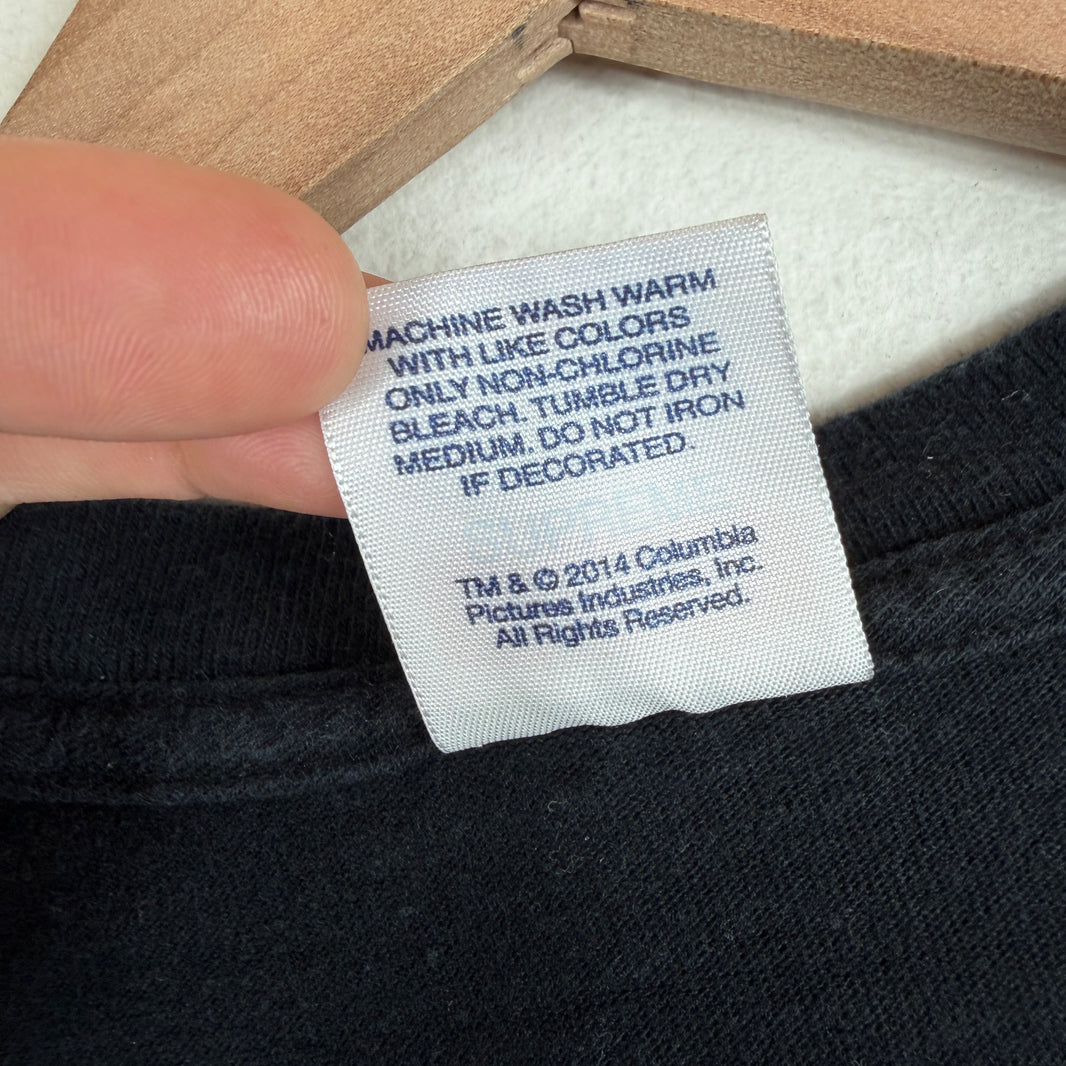 MACHINE WASH WARM
WITH LIKE COLORS
ONLY NON-CHLORINE
BLEACH. TUMBLE DRY
MEDIUM. DO NOT IRON
IF DECORATED.
TM & © 2014 Columbia
Pictures Industries, Inc.
All Rights Reserved.